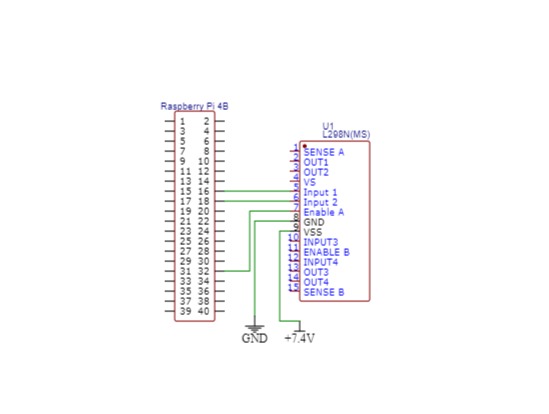 Raspberry Pi 4B
1 2
3 4
5 6
7 8
9 10
11 12
13 14
15 16
17 18
19 20
21 22
23 24
25 26
27 28
29 30
31 32
33 34
35 36
37 38
39 40
U1
L298N(MS)
1 SENSE A
2 OUT1
3 OUT2
4 VS
5 Input 1
6 Input 2
7 Enable A
8 GND
9 VSS
10 INPUT3
11 ENABLE B
12 INPUT4
13 OUT3
14 OUT4
15 SENSE B
GND
+7.4V